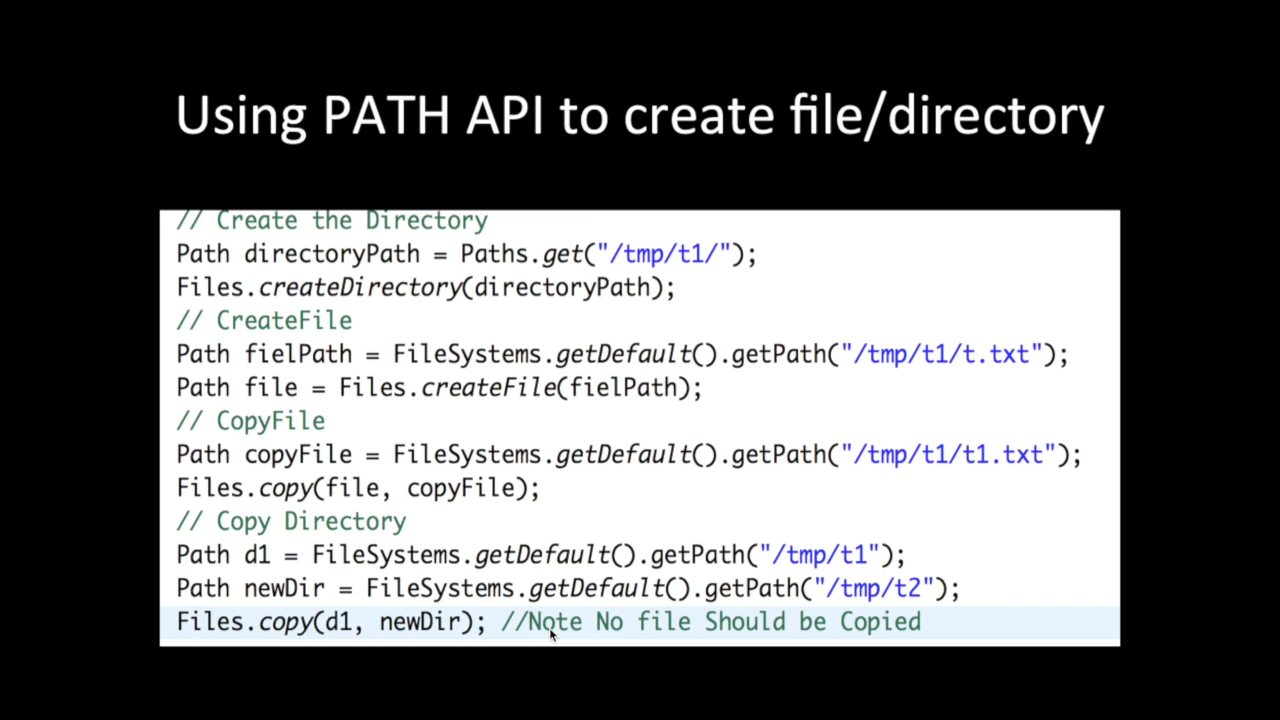 Using PATH API to create file/directory
// Create the Directory
Path directoryPath = Paths.get("/tmp/t1/");
Files.createDirectory(directoryPath);
// CreateFile
Path fielPath = FileSystems.getDefault().getPath("/tmp/t1/t.txt");
Path file = Files.createFile(fielPath);
// CopyFile
Path copyFile = FileSystems.getDefault().getPath("/tmp/t1/t1.txt");
Files.copy(file, copyFile);
// Copy Directory
Path d1 = FileSystems.getDefault().getPath("/tmp/t1");
Path newDir = FileSystems.getDefault().getPath("/tmp/t2");
Files.copy(d1, newDir); //Note No file Should be Copied